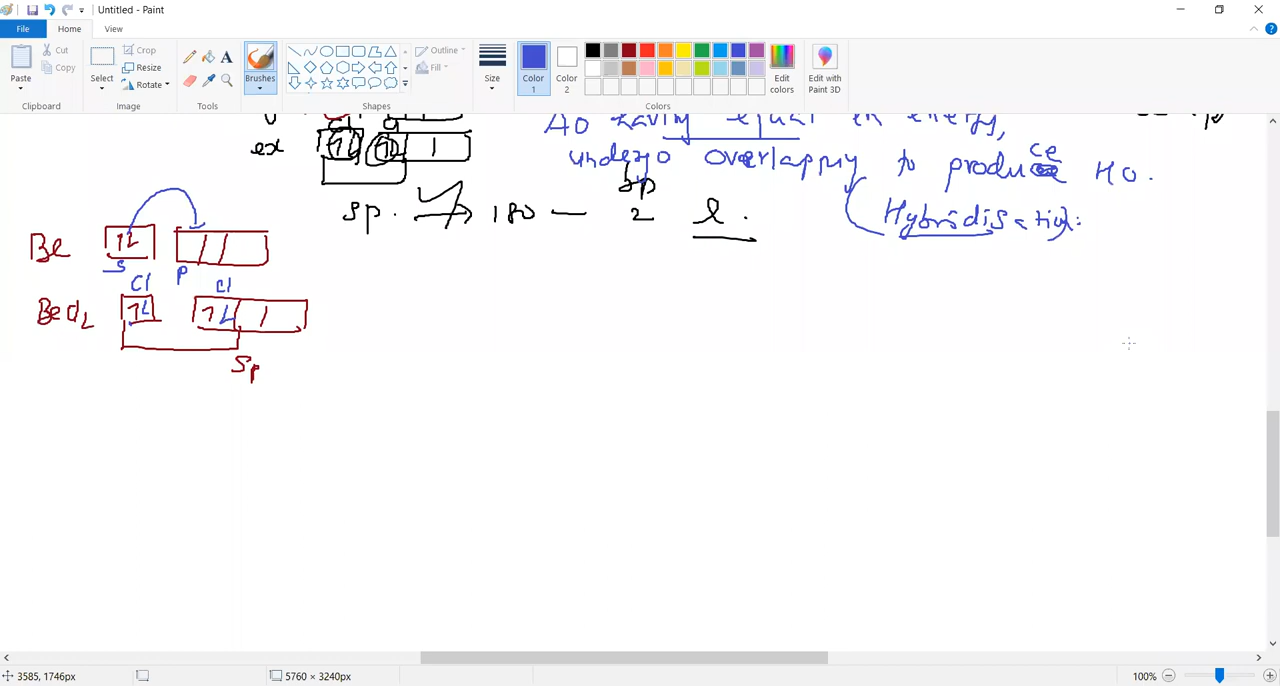 Untitled - Paint
File Home View
Paste
Cut
Copy
Clipboard
Select
Crop
Resize
Rotate
Image
A
Tools
Brushes
Shapes
Outline
Fill
Size
Color 1
Color 2
Edit colors
Edit with Paint 3D
Colors
AO having equal in energy,
ex
undergo overlapping to produce HO.
sp
sp. 180 — 2 l.
Hybridisation:
Be
S P
Cl Cl
BeCl2
Sp
3585, 1746px
5760 × 3240px
100%